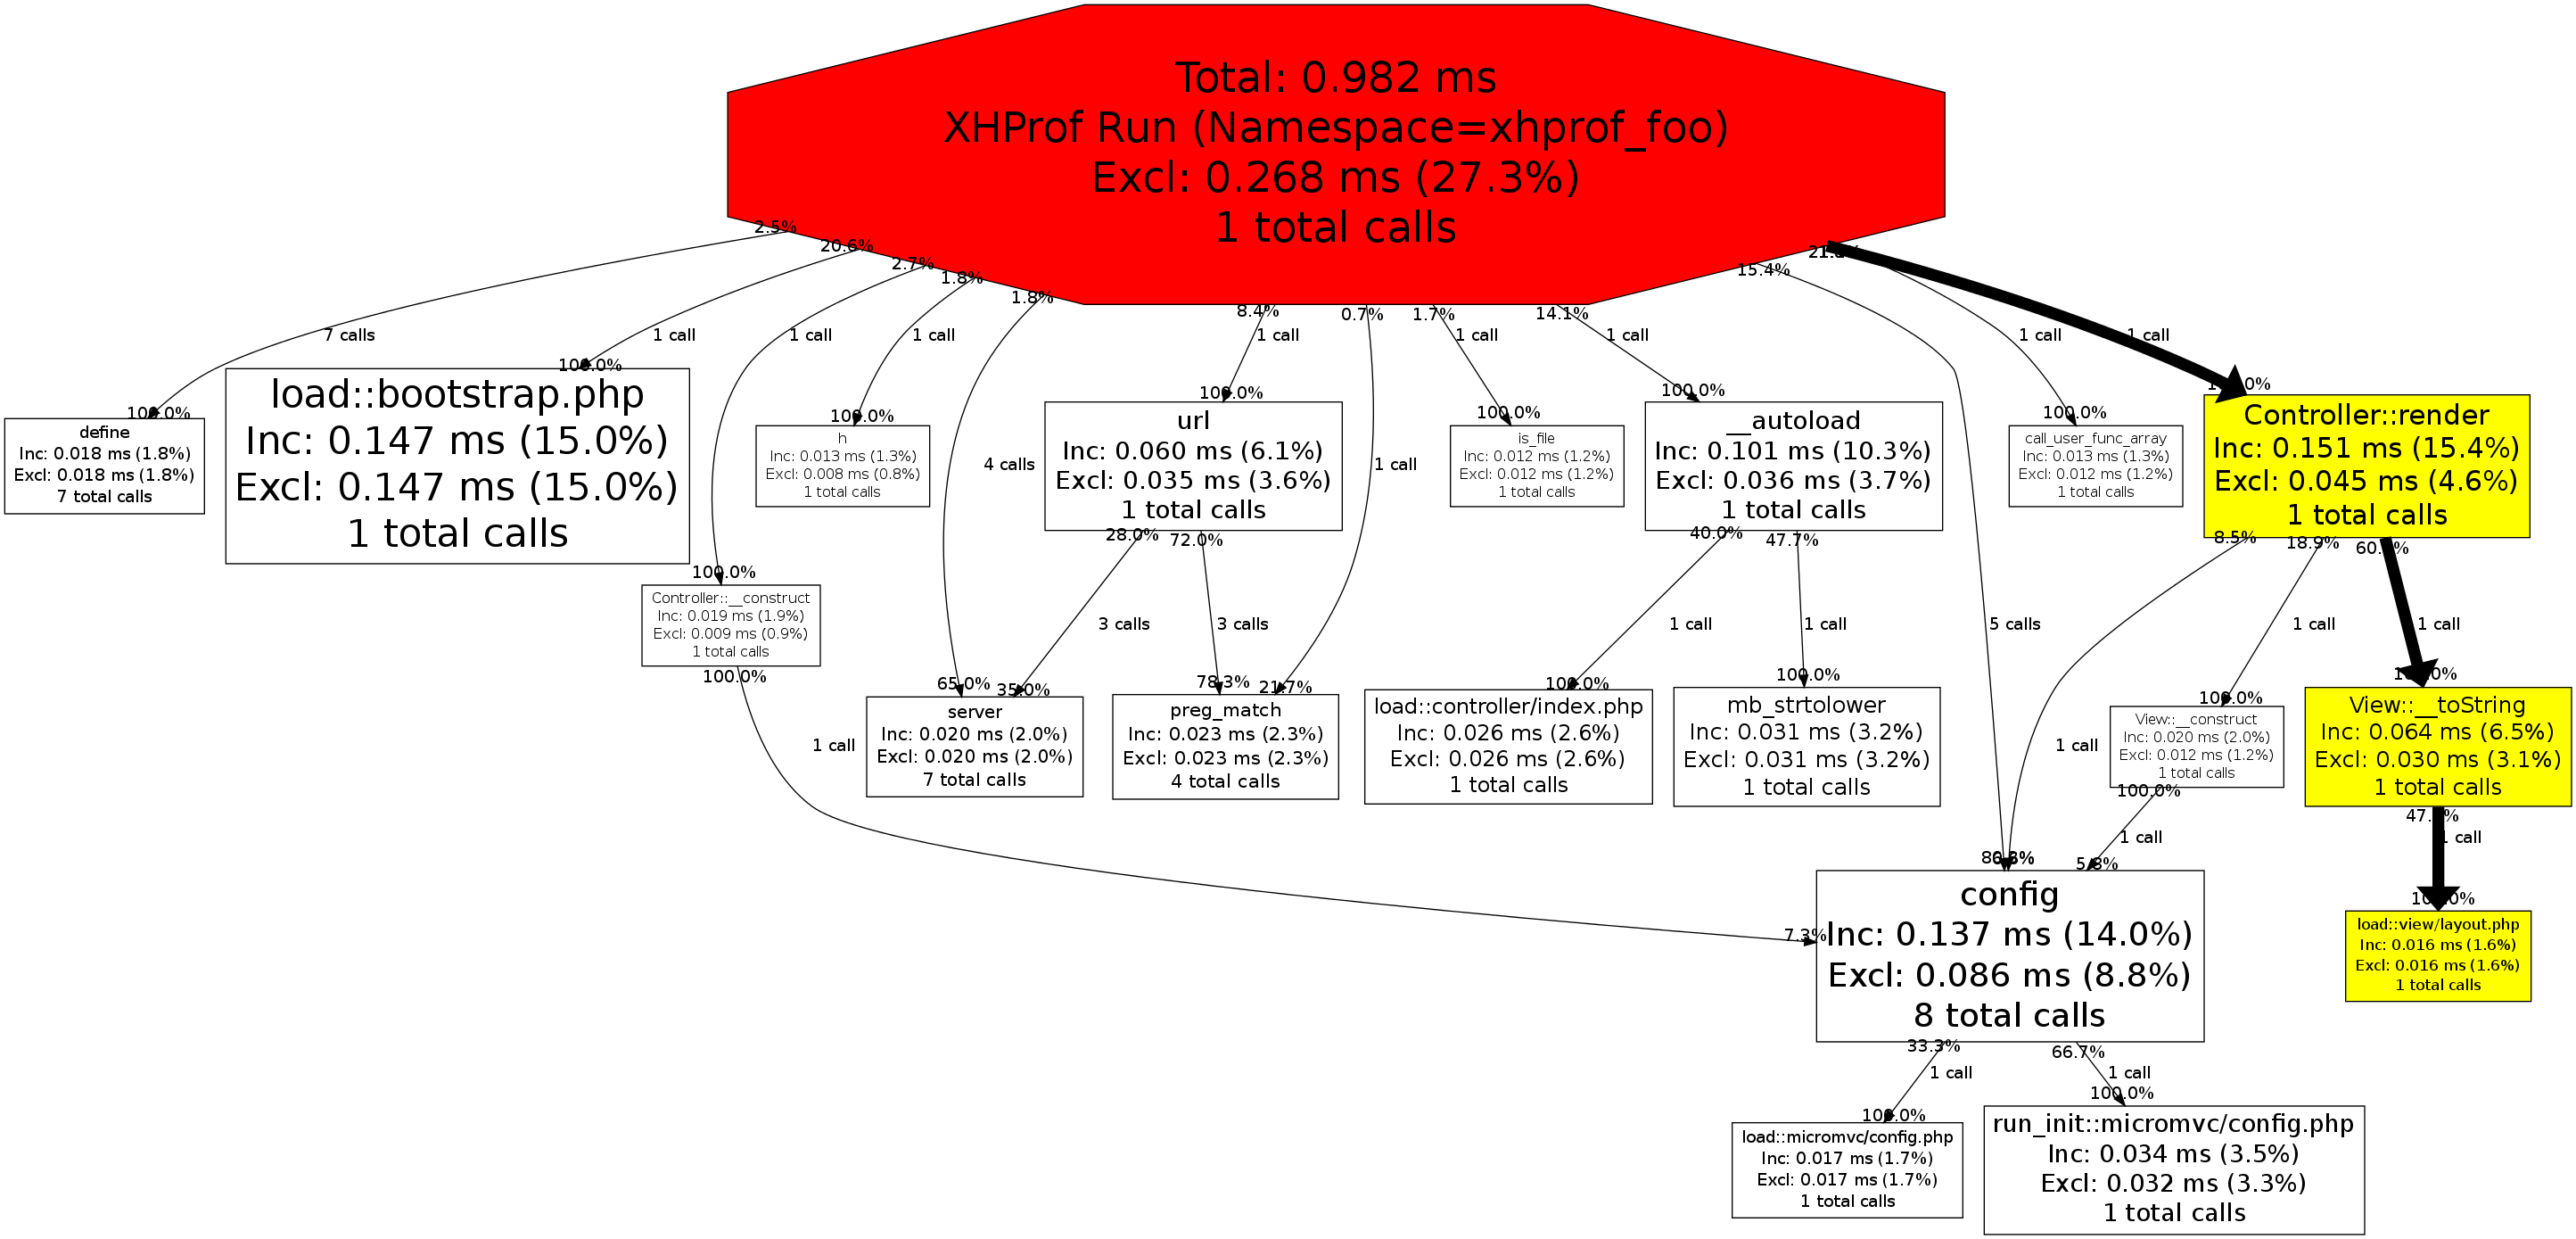 Total: 0.982 ms
XHProf Run (Namespace=xhprof_foo)
Excl: 0.268 ms (27.3%)
1 total calls
2.5%
20.6%
2.7%
1.8%
1.8%
8.4%
0.7%
1.7%
14.1%
15.4%
7 calls
1 call
1 call
1 call
1 call
1 call
1 call
1 call
1 call
100.0%
100.0%
100.0%
100.0%
100.0%
100.0%
100.0%
define
Inc: 0.018 ms (1.8%)
Excl: 0.018 ms (1.8%)
7 total calls
load::bootstrap.php
Inc: 0.147 ms (15.0%)
Excl: 0.147 ms (15.0%)
1 total calls
h
Inc: 0.013 ms (1.3%)
Excl: 0.008 ms (0.8%)
1 total calls
4 calls
url
Inc: 0.060 ms (6.1%)
Excl: 0.035 ms (3.6%)
1 total calls
1 call
is_file
Inc: 0.012 ms (1.2%)
Excl: 0.012 ms (1.2%)
1 total calls
__autoload
Inc: 0.101 ms (10.3%)
Excl: 0.036 ms (3.7%)
1 total calls
call_user_func_array
Inc: 0.013 ms (1.3%)
Excl: 0.012 ms (1.2%)
1 total calls
Controller::render
Inc: 0.151 ms (15.4%)
Excl: 0.045 ms (4.6%)
1 total calls
28.0%
72.0%
40.0%
47.7%
8.5%
18.9%
100.0%
Controller::__construct
Inc: 0.019 ms (1.9%)
Excl: 0.009 ms (0.9%)
1 total calls
100.0%
3 calls
3 calls
1 call
1 call
5 calls
1 call
1 call
65.0%
35.0%
78.3%
21.7%
100.0%
100.0%
100.0%
1 call
server
Inc: 0.020 ms (2.0%)
Excl: 0.020 ms (2.0%)
7 total calls
preg_match
Inc: 0.023 ms (2.3%)
Excl: 0.023 ms (2.3%)
4 total calls
load::controller/index.php
Inc: 0.026 ms (2.6%)
Excl: 0.026 ms (2.6%)
1 total calls
mb_strtolower
Inc: 0.031 ms (3.2%)
Excl: 0.031 ms (3.2%)
1 total calls
1 call
View::__construct
Inc: 0.020 ms (2.0%)
Excl: 0.012 ms (1.2%)
1 total calls
View::__toString
Inc: 0.064 ms (6.5%)
Excl: 0.030 ms (3.1%)
1 total calls
100.0%
1 call
1 call
5.8%
7.3%
config
Inc: 0.137 ms (14.0%)
Excl: 0.086 ms (8.8%)
8 total calls
load::view/layout.php
Inc: 0.016 ms (1.6%)
Excl: 0.016 ms (1.6%)
1 total calls
33.3%
66.7%
1 call
1 call
100.0%
100.0%
load::micromvc/config.php
Inc: 0.017 ms (1.7%)
Excl: 0.017 ms (1.7%)
1 total calls
run_init::micromvc/config.php
Inc: 0.034 ms (3.5%)
Excl: 0.032 ms (3.3%)
1 total calls